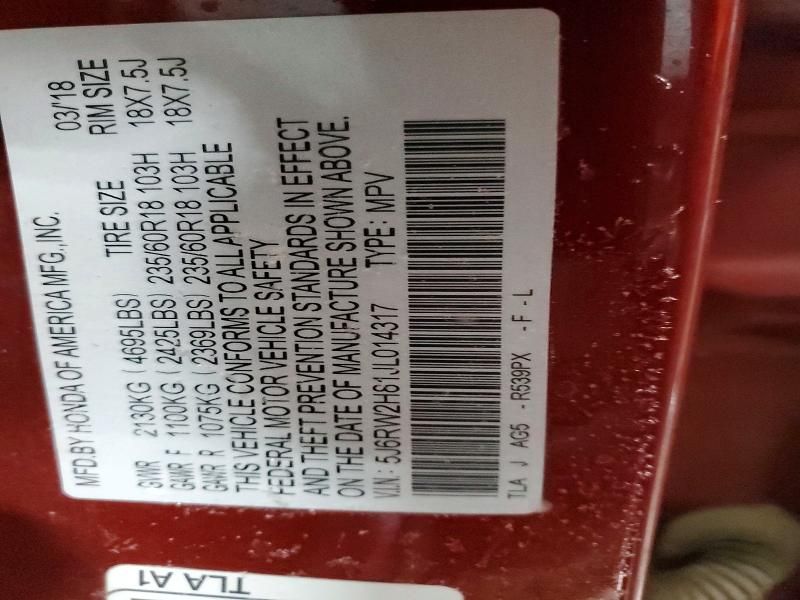 MFD.BY HONDA OF AMERICA MFG.,INC. 03/18
GVWR 2130KG (4695LBS) TIRE SIZE RIM SIZE
GAWR F 1100KG (2425LBS) 235/60R18 103H 18X7.5J
GAWR R 1075KG (2369LBS) 235/60R18 103H 18X7.5J
THIS VEHICLE CONFORMS TO ALL APPLICABLE
FEDERAL MOTOR VEHICLE SAFETY
AND THEFT PREVENTION STANDARDS IN EFFECT
ON THE DATE OF MANUFACTURE SHOWN ABOVE.
V.I.N.: 5J6RW2H61JL014317 TYPE: MPV
TLA J AG5 -R539PX -F-L
TLA A1